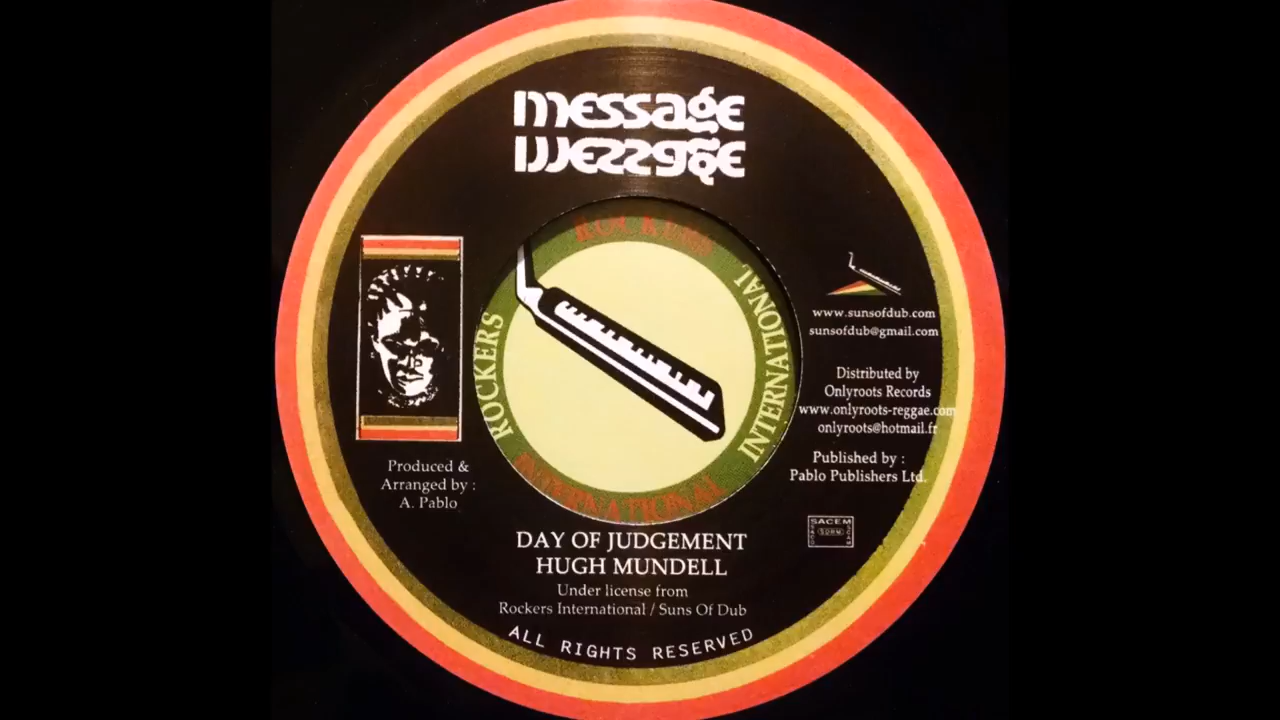 message
message
ROCKERS
INTERNATIONAL
ROCKERS
INTERNATIONAL
www.sunsofdub.com
sunsofdub@gmail.com
Distributed by
Onlyroots Records
www.onlyroots-reggae.com
onlyroots@hotmail.fr
Published by :
Pablo Publishers Ltd.
Produced &
Arranged by :
A. Pablo
SACEM
SDRM
DAY OF JUDGEMENT
HUGH MUNDELL
Under license from
Rockers International / Suns Of Dub
ALL RIGHTS RESERVED